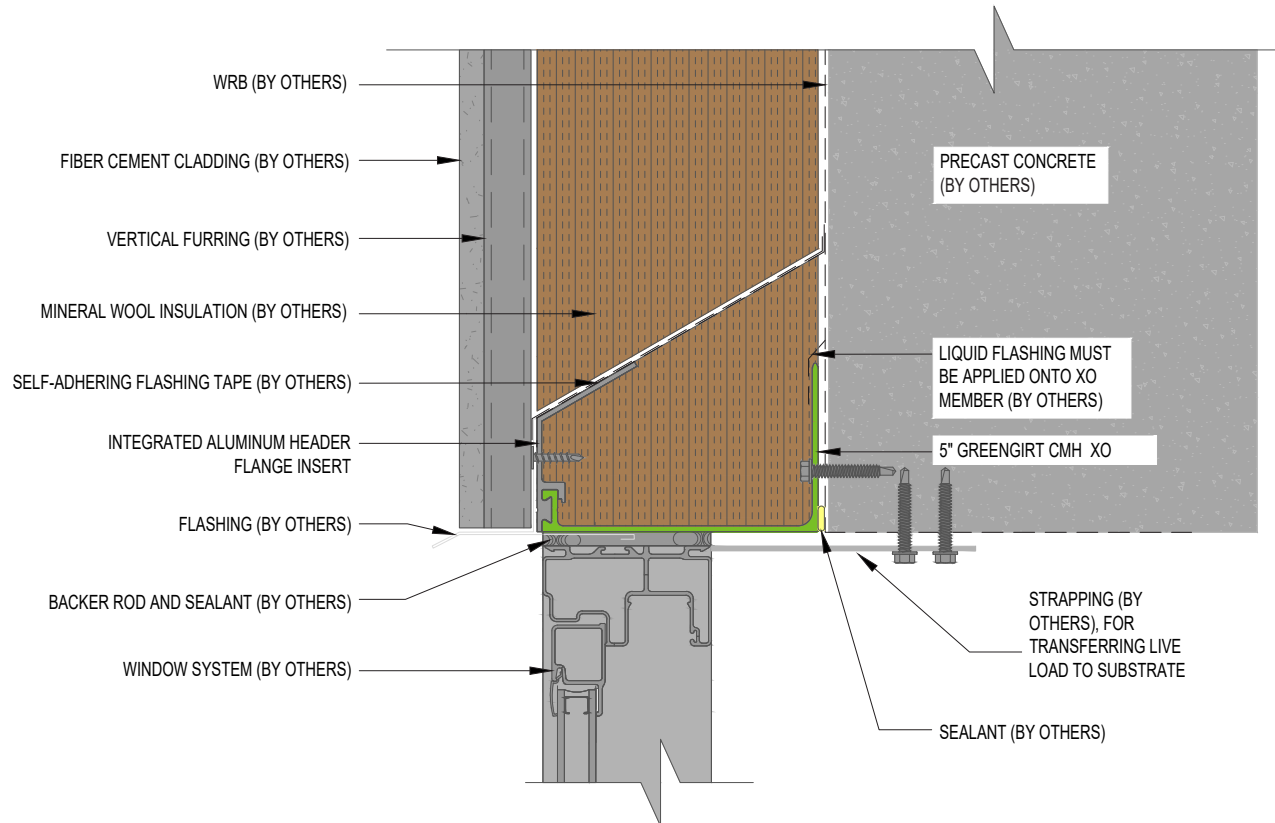 WRB (BY OTHERS)
FIBER CEMENT CLADDING (BY OTHERS)
VERTICAL FURRING (BY OTHERS)
MINERAL WOOL INSULATION (BY OTHERS)
SELF-ADHERING FLASHING TAPE (BY OTHERS)
INTEGRATED ALUMINUM HEADER
FLANGE INSERT
FLASHING (BY OTHERS)
BACKER ROD AND SEALANT (BY OTHERS)
WINDOW SYSTEM (BY OTHERS)
PRECAST CONCRETE
(BY OTHERS)
LIQUID FLASHING MUST
BE APPLIED ONTO XO
MEMBER (BY OTHERS)
5" GREENGIRT CMH XO
STRAPPING (BY
OTHERS), FOR
TRANSFERRING LIVE
LOAD TO SUBSTRATE
SEALANT (BY OTHERS)